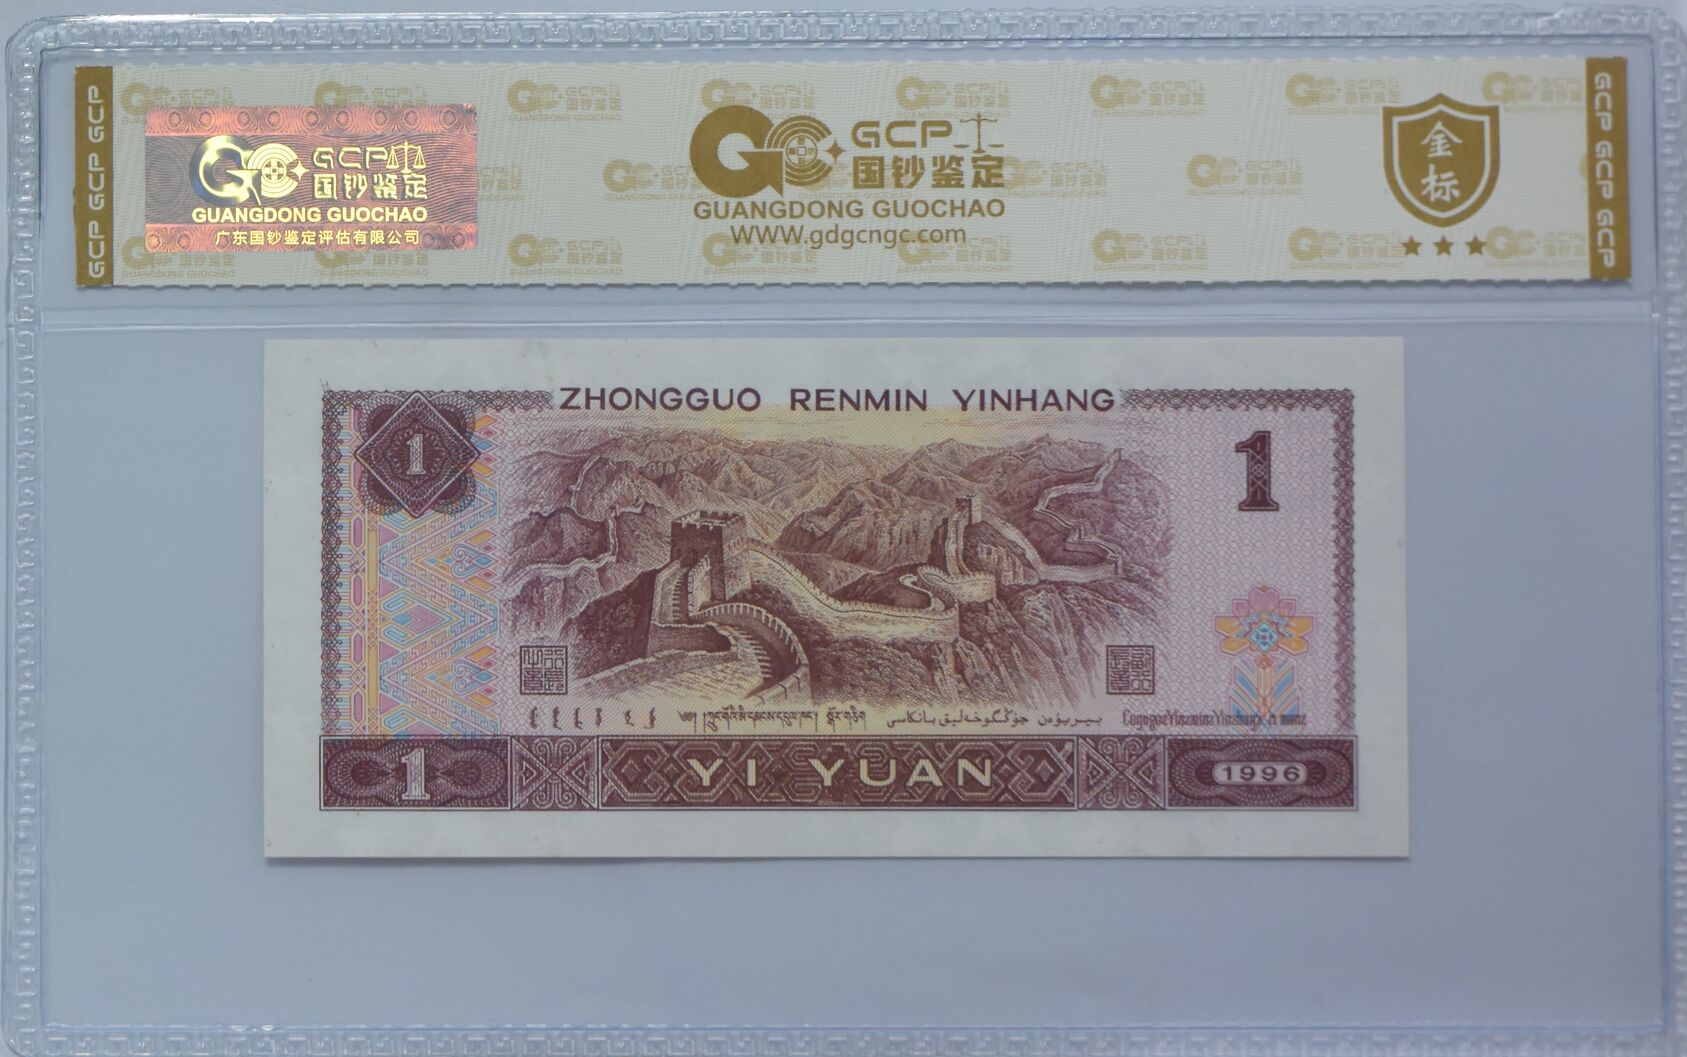 GCP GCP GCP
GCP
国钞鉴定
GUANGDONG GUOCHAO
广东国钞鉴定评估有限公司
GCP
国钞鉴定
GUANGDONG GUOCHAO
WWW.gdgcngc.com
金标
GCP GCP GCP
ZHONGGUO RENMIN YINHANG
1
1
1
YI YUAN
1996